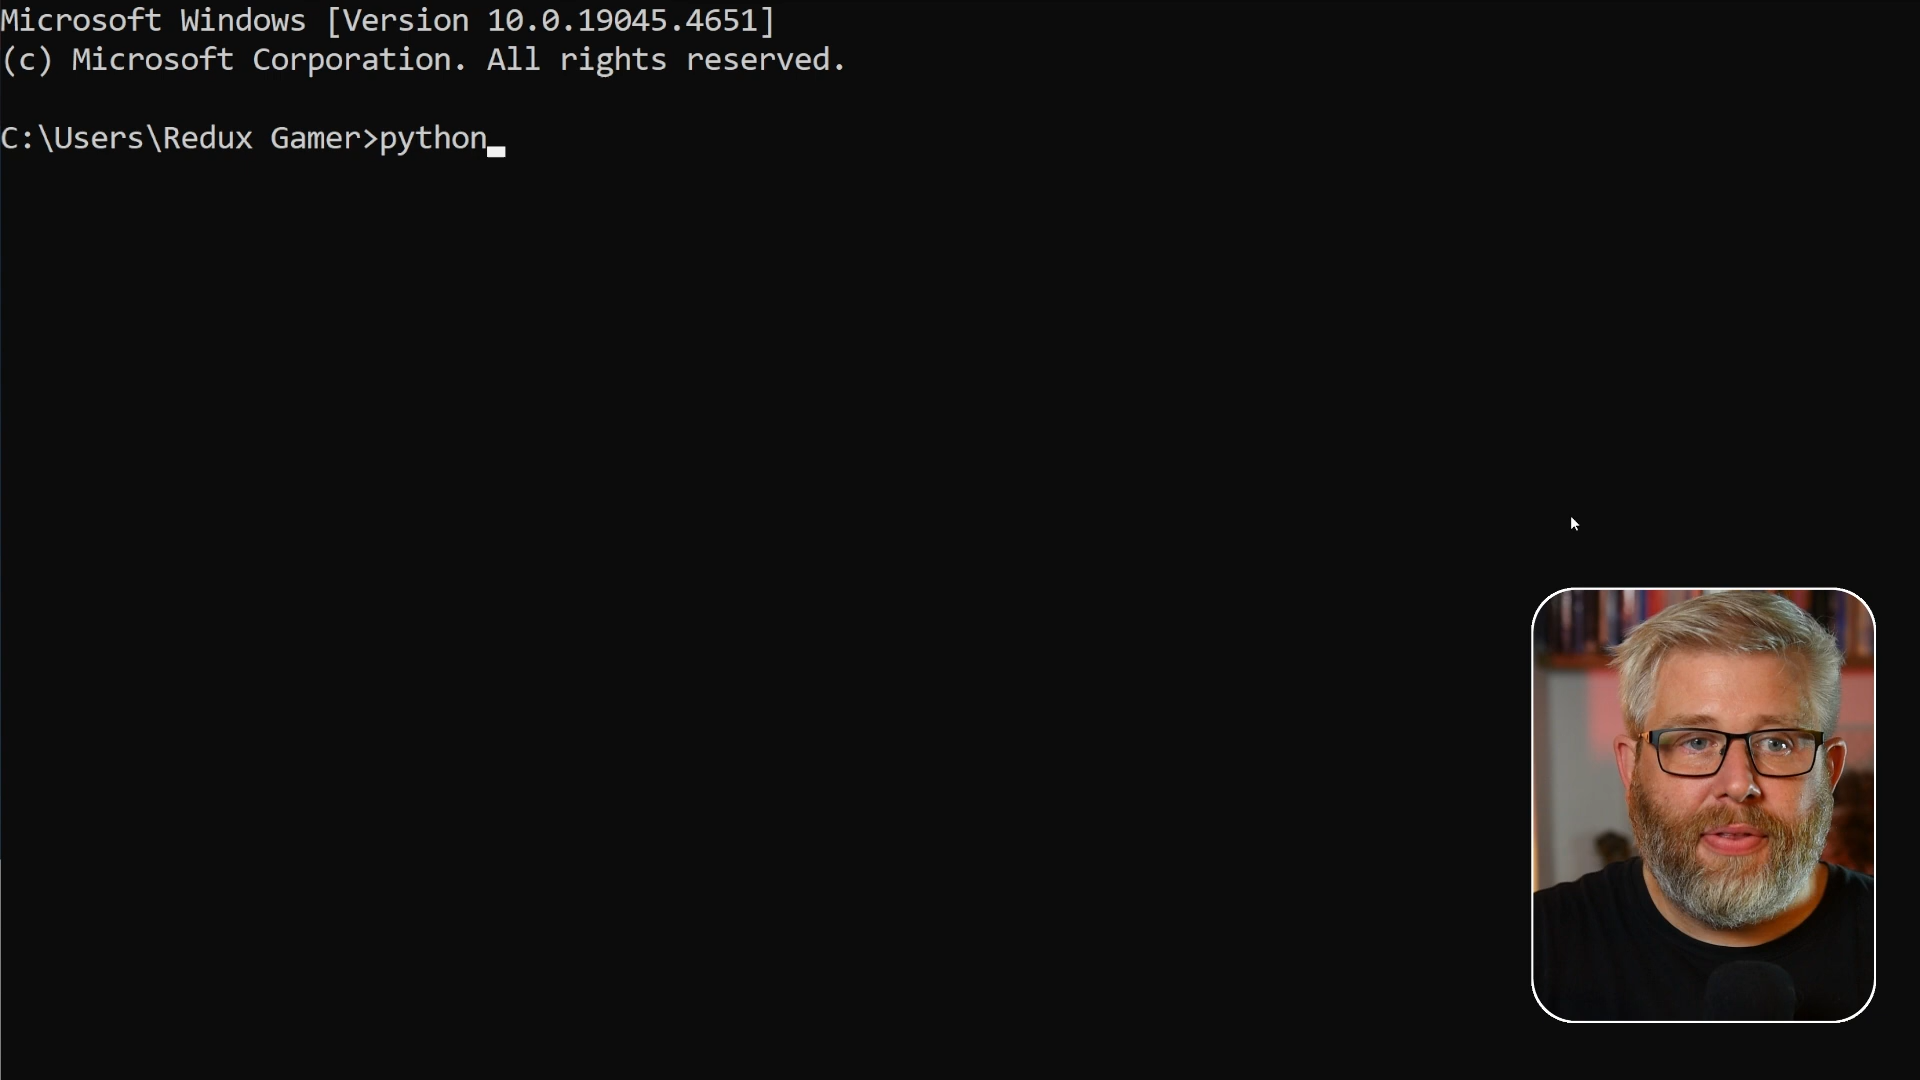 Microsoft Windows [Version 10.0.19045.4651]
(c) Microsoft Corporation. All rights reserved.
C:\Users\Redux Gamer>python